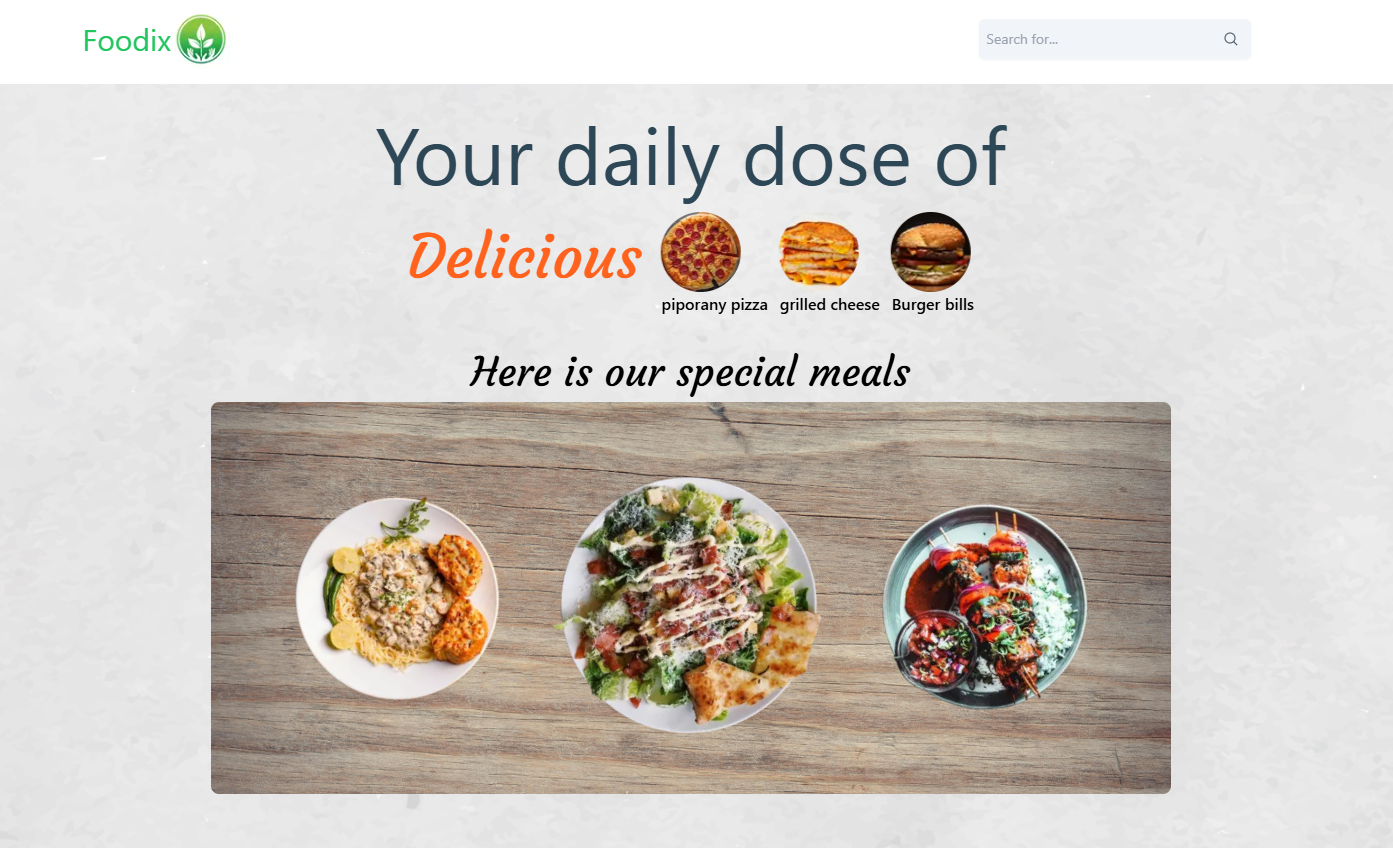 Foodix
Search for...
Your daily dose of
Delicious
piporany pizza grilled cheese Burger bills
Here is our special meals